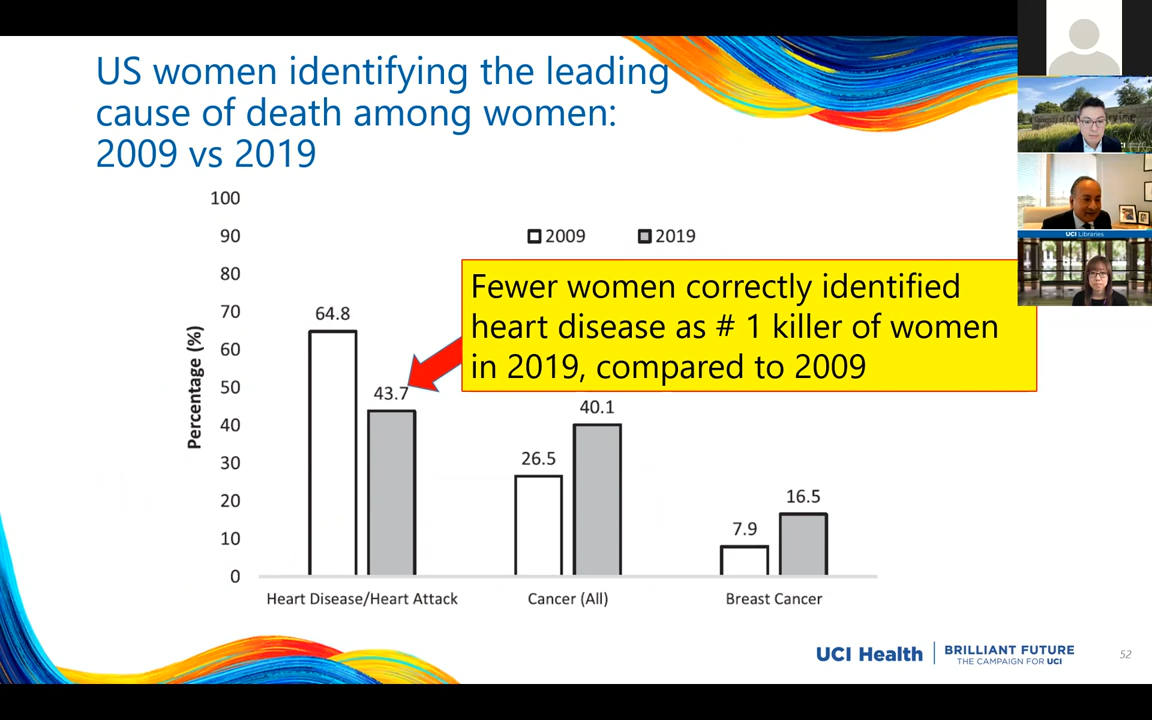 US women identifying the leading
cause of death among women:
2009 vs 2019
100
90
80
70
60
50
40
30
20
10
0
Percentage (%)
2009
2019
Fewer women correctly identified
heart disease as # 1 killer of women
in 2019, compared to 2009
64.8
43.7
26.5
40.1
7.9
16.5
Heart Disease/Heart Attack
Cancer (All)
Breast Cancer
UCI Health
BRILLIANT FUTURE
THE CAMPAIGN FOR UCI
52
UCI Libraries